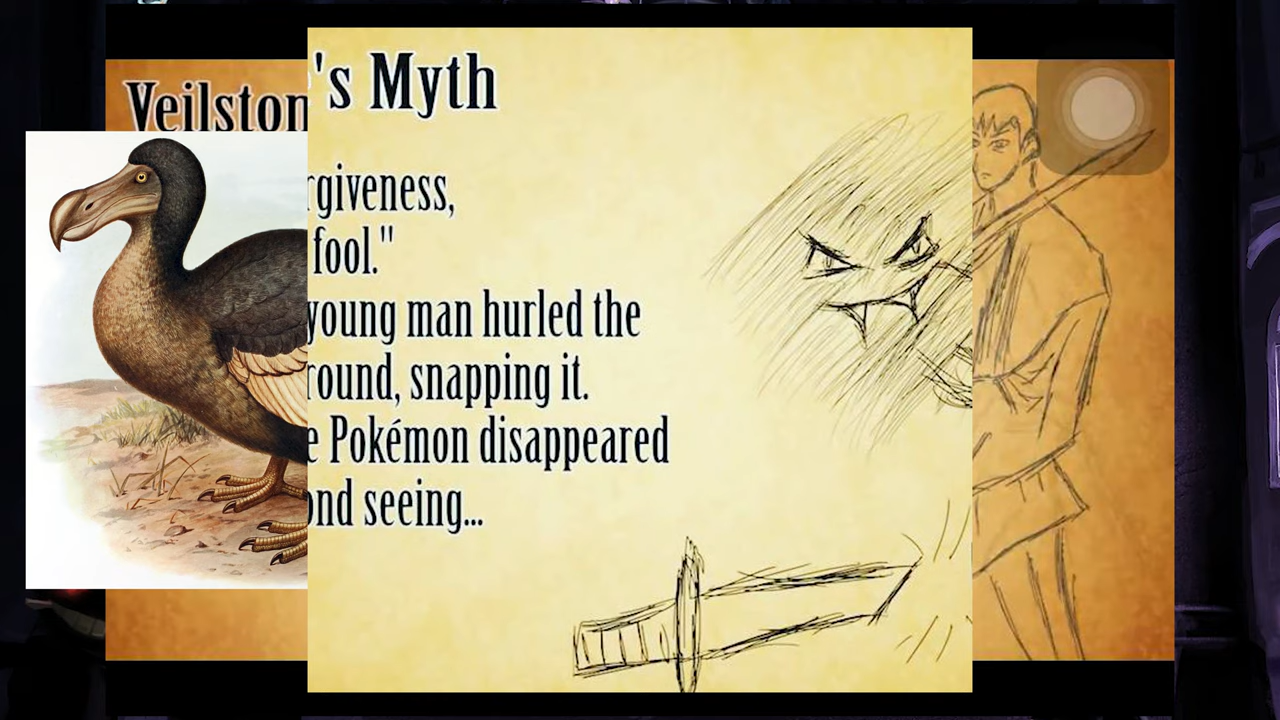 Veilston
's Myth
rgiveness,
fool."
young man hurled the
round, snapping it.
e Pokémon disappeared
ond seeing...